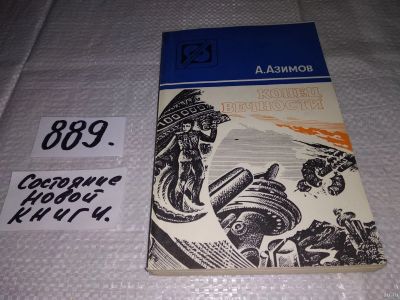 А.Азимов
КОНЕЦ
ВЕЧНОСТИ
889.
Состояние
Новой
Книги.